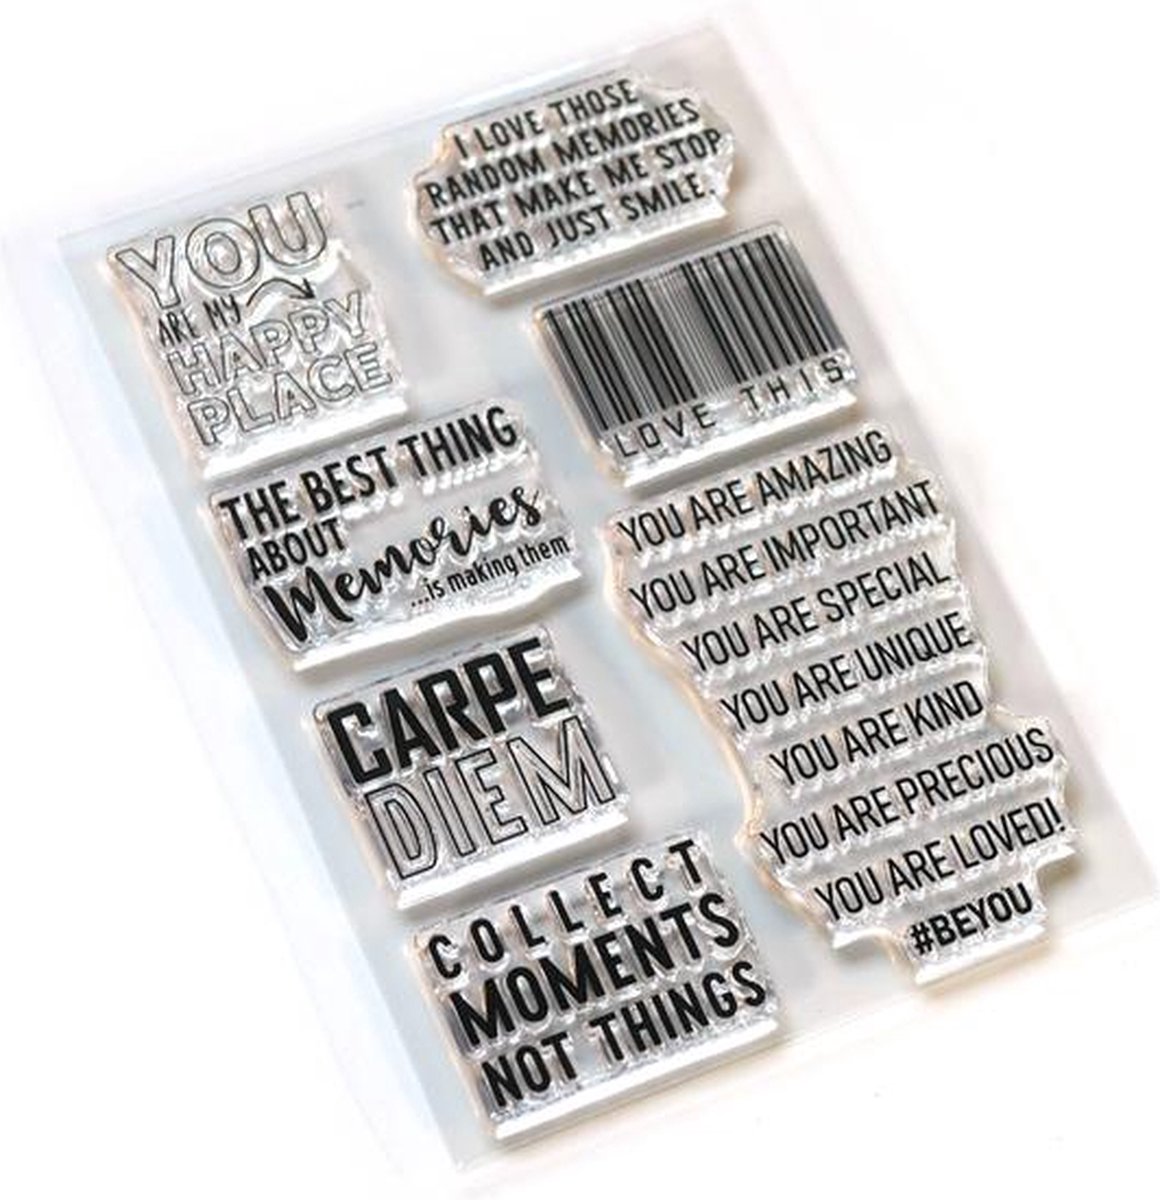 I LOVE THOSE
RANDOM MEMORIES
THAT MAKE ME STOP
AND JUST SMILE.
YOU
ARE MY
HAPPY
PLACE
LOVE THIS
THE BEST THING
ABOUT
Memories
...is making them
YOU ARE AMAZING
YOU ARE IMPORTANT
YOU ARE SPECIAL
YOU ARE UNIQUE
YOU ARE KIND
YOU ARE PRECIOUS
YOU ARE LOVED!
#BEYOU
CARPE
DIEM
COLLECT
MOMENTS
NOT THINGS